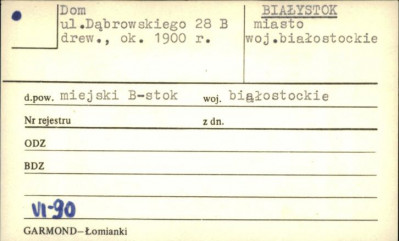 Dom
ul.Dąbrowskiego 28 B
drew., ok. 1900 r.
BIAŁYSTOK
miasto
woj.białostockie
d.pow. miejski B-stok woj. białostockie
Nr rejestru z dn.
ODZ
BDZ
VI-90
GARMOND—Łomianki